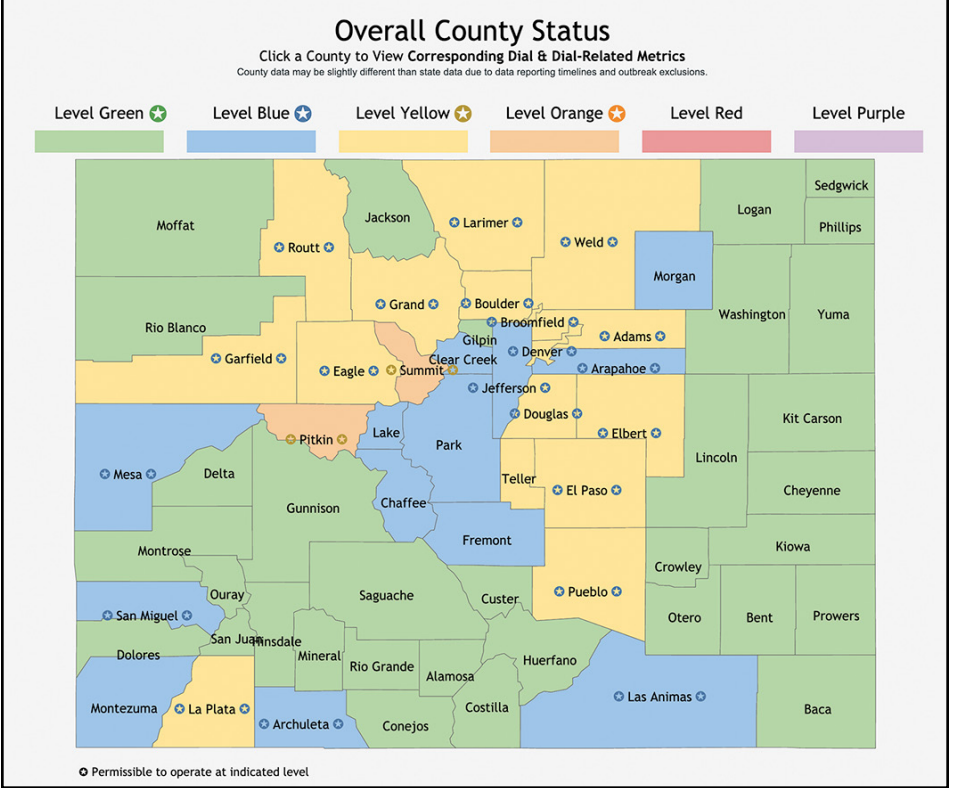 Overall County Status
Click a County to View Corresponding Dial & Dial-Related Metrics
County data may be slightly different than state data due to data reporting timelines and outbreak exclusions.
Level Green ✪ Level Blue ✪ Level Yellow ✪ Level Orange ✪ Level Red Level Purple
Sedgwick
Logan
Jackson
Larimer
Moffat
Phillips
Weld
Routt
Morgan
Grand
Boulder
Washington
Yuma
Broomfield
Rio Blanco
Adams
Gilpin
Denver
Garfield
Clear Creek
Eagle
Summit
Arapahoe
Jefferson
Douglas
Kit Carson
Elbert
Lake
Pitkin
Park
Lincoln
Mesa
Delta
Teller
El Paso
Cheyenne
Chaffee
Gunnison
Fremont
Kiowa
Montrose
Crowley
Ouray
Saguache
Custer
Pueblo
San Miguel
Otero
Bent
Prowers
San Juan
Hinsdale
Dolores
Mineral
Huerfano
Rio Grande
Alamosa
Las Animas
Montezuma
La Plata
Costilla
Baca
Archuleta
Conejos
✪ Permissible to operate at indicated level